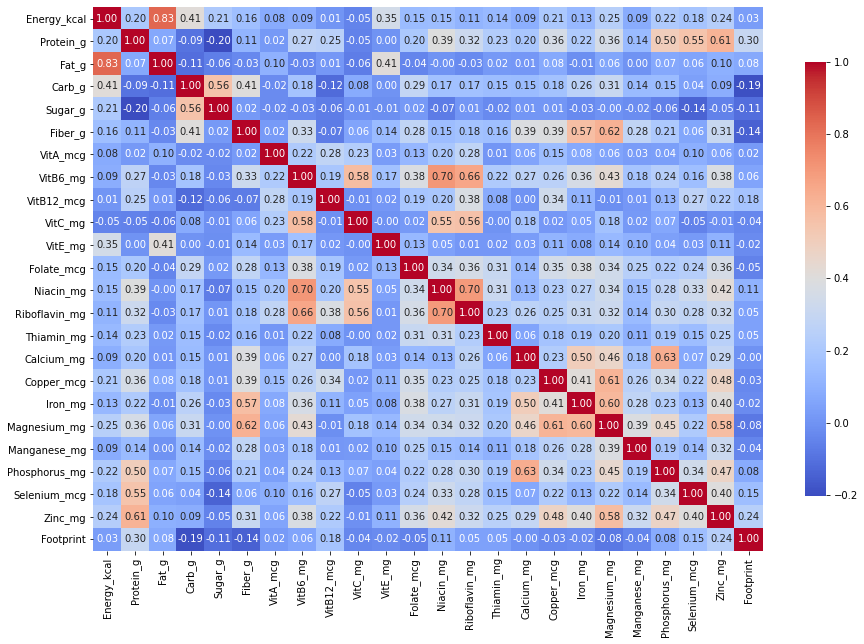 Energy_kcal 1.00 0.20 0.83 0.41 0.21 0.16 0.08 0.09 0.01 -0.05 0.35 0.15 0.15 0.11 0.14 0.09 0.21 0.13 0.25 0.09 0.22 0.18 0.24 0.03
Protein_g 0.20 1.00 0.07 -0.09 -0.20 0.11 0.02 0.27 0.25 -0.05 0.00 0.20 0.39 0.32 0.23 0.20 0.36 0.22 0.36 0.14 0.50 0.55 0.61 0.30
Fat_g 0.83 0.07 1.00 -0.11 -0.06 -0.03 0.10 -0.03 0.01 -0.06 0.41 -0.04 -0.00 -0.03 0.02 0.01 0.08 -0.01 0.06 0.00 0.07 0.06 0.10 0.08
Carb_g 0.41 -0.09 -0.11 1.00 0.56 0.41 -0.02 0.18 -0.12 0.08 0.00 0.29 0.17 0.17 0.15 0.15 0.18 0.26 0.31 0.14 0.15 0.04 0.09 -0.19
Sugar_g 0.21 -0.20 -0.06 0.56 1.00 0.02 -0.02 -0.03 -0.06 -0.01 -0.01 0.02 -0.07 0.01 -0.02 0.01 0.01 -0.03 -0.00 -0.02 -0.06 -0.14 -0.05 -0.11
Fiber_g 0.16 0.11 -0.03 0.41 0.02 1.00 0.02 0.33 -0.07 0.06 0.14 0.28 0.15 0.18 0.16 0.39 0.39 0.57 0.62 0.28 0.21 0.06 0.31 -0.14
VitA_mcg 0.08 0.02 0.10 -0.02 -0.02 0.02 1.00 0.22 0.28 0.23 0.03 0.13 0.20 0.28 0.01 0.06 0.15 0.08 0.06 0.03 0.04 0.10 0.06 0.02
VitB6_mg 0.09 0.27 -0.03 0.18 -0.03 0.33 0.22 1.00 0.19 0.58 0.17 0.38 0.70 0.66 0.22 0.27 0.26 0.36 0.43 0.18 0.24 0.16 0.38 0.06
VitB12_mcg 0.01 0.25 0.01 -0.12 -0.06 -0.07 0.28 0.19 1.00 -0.01 0.02 0.19 0.20 0.38 0.08 0.00 0.34 0.11 -0.01 0.01 0.13 0.27 0.22 0.18
VitC_mg -0.05 -0.05 -0.06 0.08 -0.01 0.06 0.23 0.58 -0.01 1.00 -0.00 0.02 0.55 0.56 -0.00 0.18 0.02 0.05 0.18 0.02 0.07 -0.05 -0.01 -0.04
VitE_mg 0.35 0.00 0.41 0.00 -0.01 0.14 0.03 0.17 0.02 -0.00 1.00 0.13 0.05 0.01 0.02 0.03 0.11 0.08 0.14 0.10 0.04 0.03 0.11 -0.02
Folate_mcg 0.15 0.20 -0.04 0.29 0.02 0.28 0.13 0.38 0.19 0.02 0.13 1.00 0.34 0.36 0.31 0.14 0.35 0.38 0.34 0.25 0.22 0.24 0.36 -0.05
Niacin_mg 0.15 0.39 -0.00 0.17 -0.07 0.15 0.20 0.70 0.20 0.55 0.05 0.34 1.00 0.70 0.31 0.13 0.23 0.27 0.34 0.15 0.28 0.33 0.42 0.11
Riboflavin_mg 0.11 0.32 -0.03 0.17 0.01 0.18 0.28 0.66 0.38 0.56 0.01 0.36 0.70 1.00 0.23 0.26 0.25 0.31 0.32 0.14 0.30 0.28 0.32 0.05
Thiamin_mg 0.14 0.23 0.02 0.15 -0.02 0.16 0.01 0.22 0.08 -0.00 0.02 0.31 0.31 0.23 1.00 0.06 0.18 0.19 0.20 0.11 0.19 0.15 0.25 0.05
Calcium_mg 0.09 0.20 0.01 0.15 0.01 0.39 0.06 0.27 0.00 0.18 0.03 0.14 0.13 0.26 0.06 1.00 0.23 0.50 0.46 0.18 0.63 0.07 0.29 -0.00
Copper_mcg 0.21 0.36 0.08 0.18 0.01 0.39 0.15 0.26 0.34 0.02 0.11 0.35 0.23 0.25 0.18 0.23 1.00 0.41 0.61 0.26 0.34 0.22 0.48 -0.03
Iron_mg 0.13 0.22 -0.01 0.26 -0.03 0.57 0.08 0.36 0.11 0.05 0.08 0.38 0.27 0.31 0.19 0.50 0.41 1.00 0.60 0.28 0.23 0.13 0.40 -0.02
Magnesium_mg 0.25 0.36 0.06 0.31 -0.00 0.62 0.06 0.43 -0.01 0.18 0.14 0.34 0.34 0.32 0.20 0.46 0.61 0.60 1.00 0.39 0.45 0.22 0.58 -0.08
Manganese_mg 0.09 0.14 0.00 0.14 -0.02 0.28 0.03 0.18 0.01 0.02 0.10 0.25 0.15 0.14 0.11 0.18 0.26 0.28 0.39 1.00 0.19 0.14 0.32 -0.04
Phosphorus_mg 0.22 0.50 0.07 0.15 -0.06 0.21 0.04 0.24 0.13 0.07 0.04 0.22 0.28 0.30 0.19 0.63 0.34 0.23 0.45 0.19 1.00 0.34 0.47 0.08
Selenium_mcg 0.18 0.55 0.06 0.04 -0.14 0.06 0.10 0.16 0.27 -0.05 0.03 0.24 0.33 0.28 0.15 0.07 0.22 0.13 0.22 0.14 0.34 1.00 0.40 0.15
Zinc_mg 0.24 0.61 0.10 0.09 -0.05 0.31 0.06 0.38 0.22 -0.01 0.11 0.36 0.42 0.32 0.25 0.29 0.48 0.40 0.58 0.32 0.47 0.40 1.00 0.24
Footprint 0.03 0.30 0.08 -0.19 -0.11 -0.14 0.02 0.06 0.18 -0.04 -0.02 -0.05 0.11 0.05 0.05 -0.00 -0.03 -0.02 -0.08 -0.04 0.08 0.15 0.24 1.00
Energy_kcal Protein_g Fat_g Carb_g Sugar_g Fiber_g VitA_mcg VitB6_mg VitB12_mcg VitC_mg VitE_mg Folate_mcg Niacin_mg Riboflavin_mg Thiamin_mg Calcium_mg Copper_mcg Iron_mg Magnesium_mg Manganese_mg Phosphorus_mg Selenium_mcg Zinc_mg Footprint
1.0
0.8
0.6
0.4
0.2
0.0
−0.2